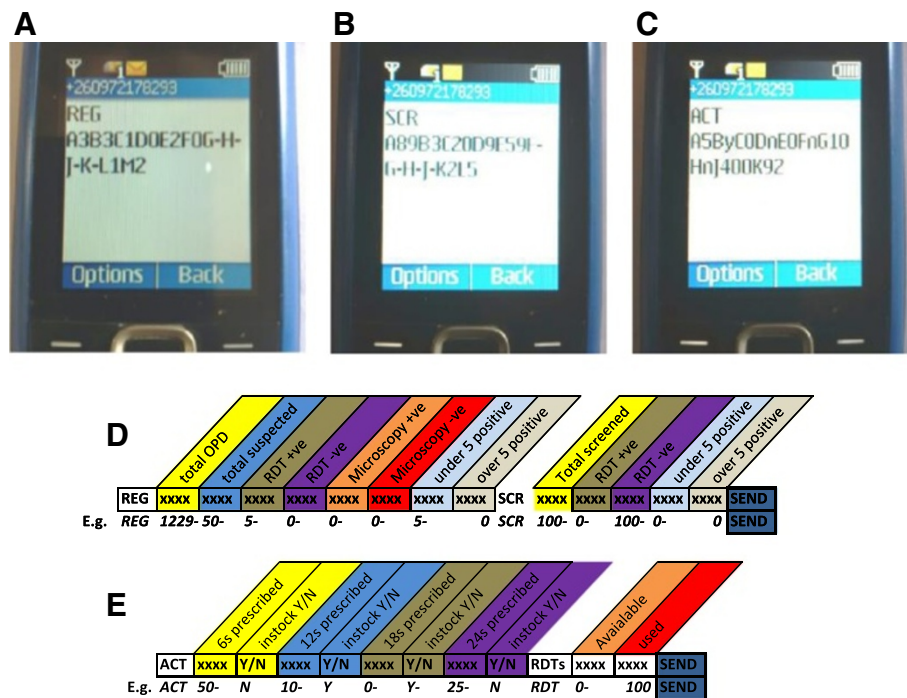 A
B
C
+260972178293
REG
A3B3C1D0E2F0G-H-
J-K-L1M2
Options Back
+260972178293
SCR
A89B3C20D9E59F-
G-H-J-K2L5
Options Back
+260972178293
ACT
A5ByC0DnE0FnG10
HnJ400K92
Options Back
D
total OPD
total suspected
RDT +ve
RDT -ve
Microscopy +ve
Microscopy -ve
under 5 positive
over 5 positive
Total screened
RDT +ve
RDT -ve
under 5 positive
over 5 positive
REG xxxx xxxx xxxx xxxx xxxx xxxx xxxx xxxx SCR xxxx xxxx xxxx xxxx xxxx SEND
E.g. REG 1229- 50- 5- 0- 0- 0- 5- 0 SCR 100- 0- 100- 0- 0 SEND
E
6s prescribed
instock Y/N
12s prescribed
instock Y/N
18s prescribed
instock Y/N
24s prescribed
instock Y/N
Avaialable
used
ACT xxxx Y/N xxxx Y/N xxxx Y/N xxxx Y/N RDTs xxxx xxxx SEND
E.g. ACT 50- N 10- Y 0- Y- 25- N RDT 0- 100 SEND